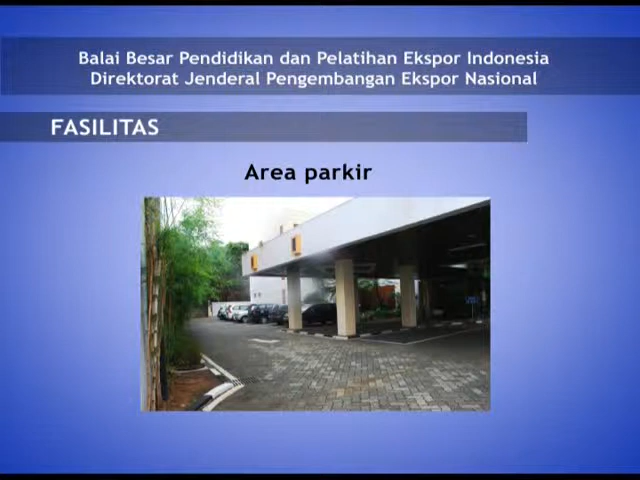 Balai Besar Pendidikan dan Pelatihan Ekspor Indonesia
Direktorat Jenderal Pengembangan Ekspor Nasional
FASILITAS
Area parkir